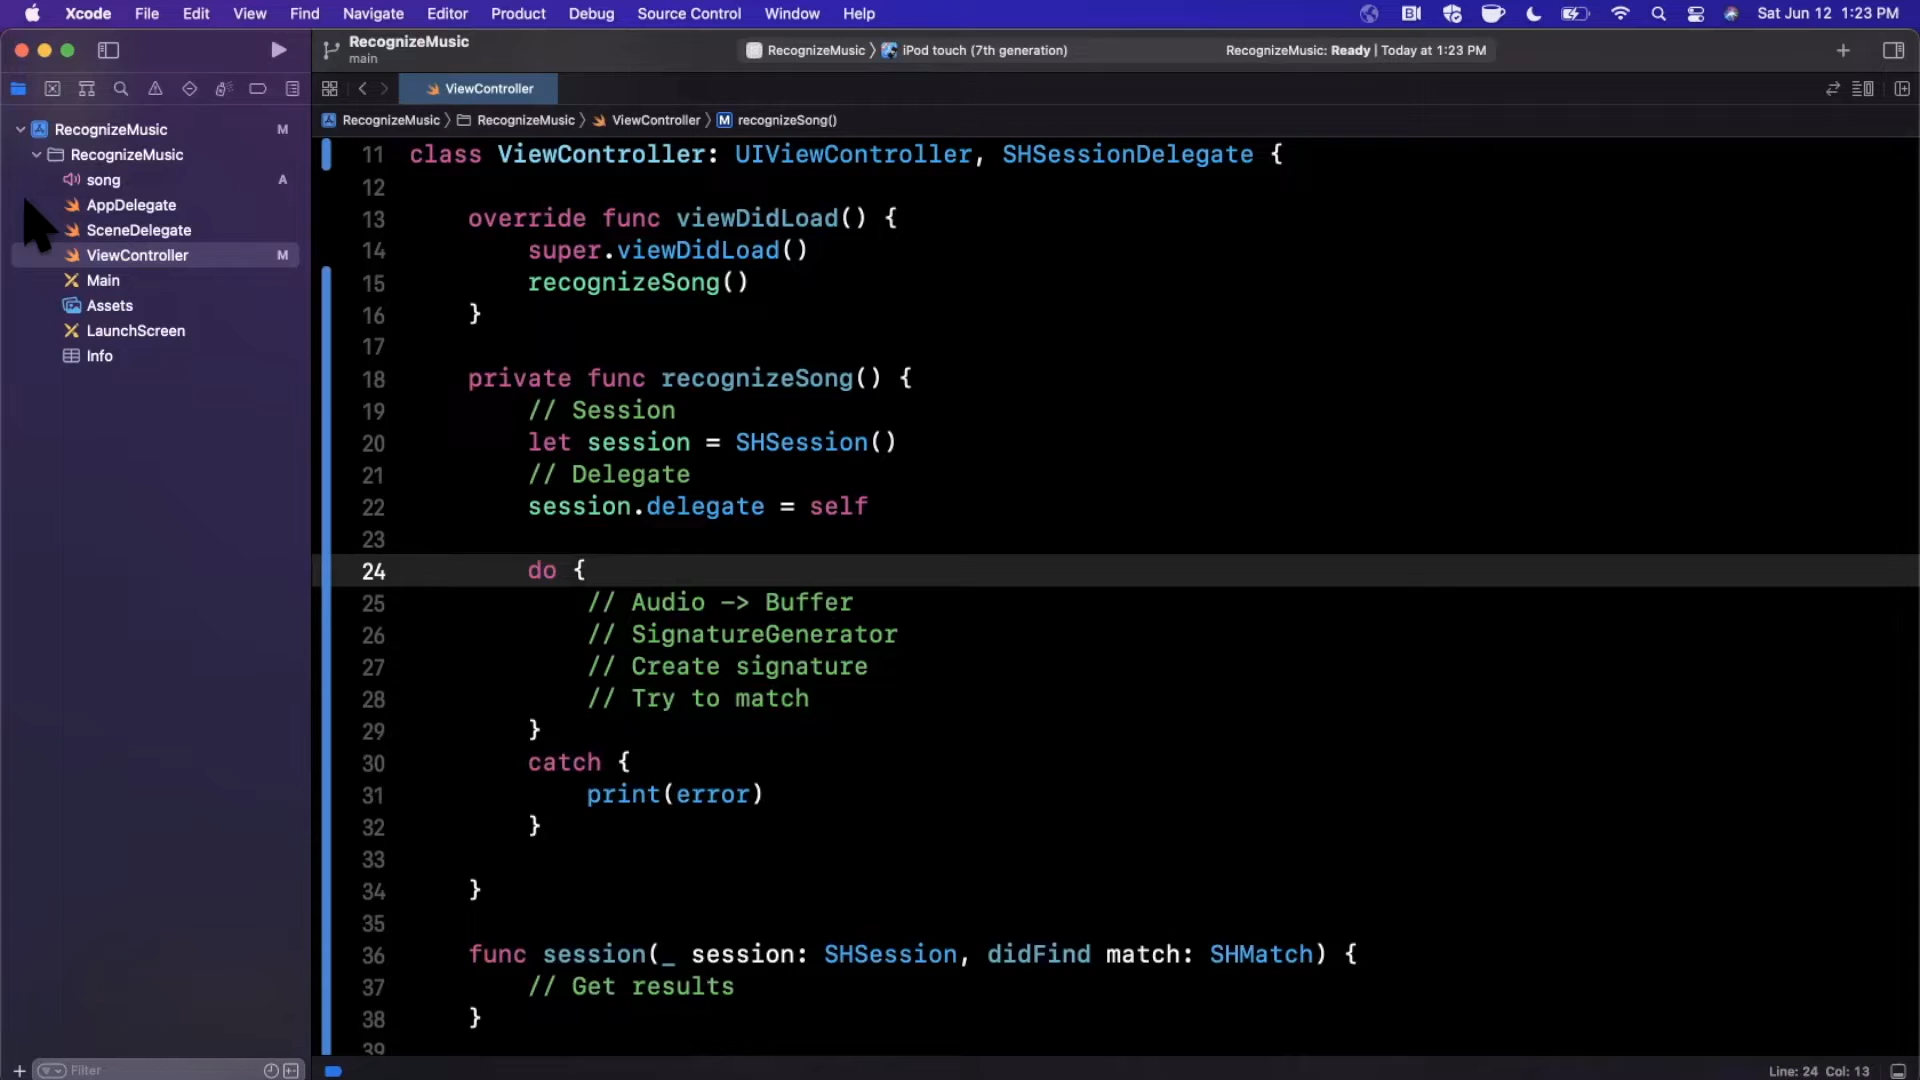 Xcode File Edit View Find Navigate Editor Product Debug Source Control Window Help Sat Jun 12 1:23 PM
RecognizeMusic
main
RecognizeMusic iPod touch (7th generation)
RecognizeMusic: Ready | Today at 1:23 PM
ViewController
RecognizeMusic RecognizeMusic ViewController M recognizeSong()
RecognizeMusic M
RecognizeMusic
song A
AppDelegate
SceneDelegate
ViewController M
Main
Assets
LaunchScreen
Info
11 class ViewController: UIViewController, SHSessionDelegate {
12
13 override func viewDidLoad() {
14 super.viewDidLoad()
15 recognizeSong()
16 }
17
18 private func recognizeSong() {
19 // Session
20 let session = SHSession()
21 // Delegate
22 session.delegate = self
23
24 do {
25 // Audio -> Buffer
26 // SignatureGenerator
27 // Create signature
28 // Try to match
29 }
30 catch {
31 print(error)
32 }
33
34 }
35
36 func session(_ session: SHSession, didFind match: SHMatch) {
37 // Get results
38 }
39
Filter
Line: 24 Col: 13